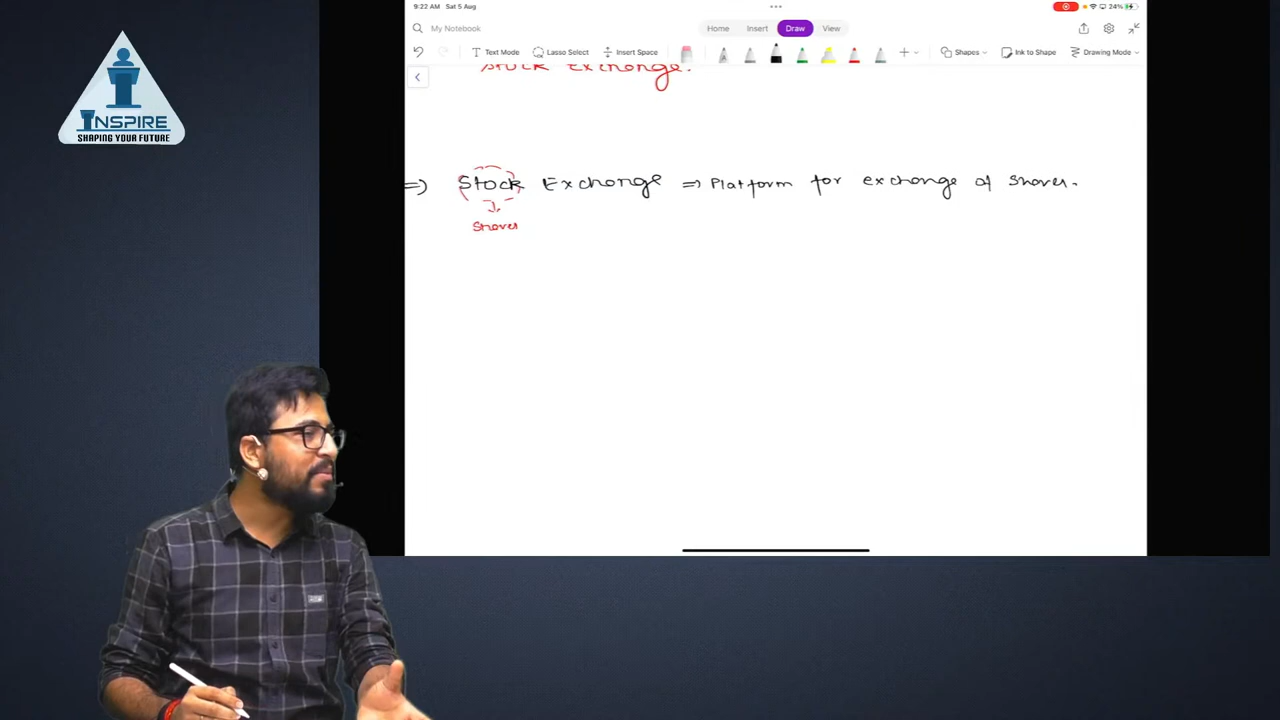 9:22 AM Sat 5 Aug
24%
My Notebook
Home Insert Draw View
Text Mode Lasso Select Insert Space Shapes Ink to Shape Drawing Mode
Stock Exchange.
=> Stock Exchange => Platform for exchange of shares.
Shares
INSPIRE
SHAPING YOUR FUTURE